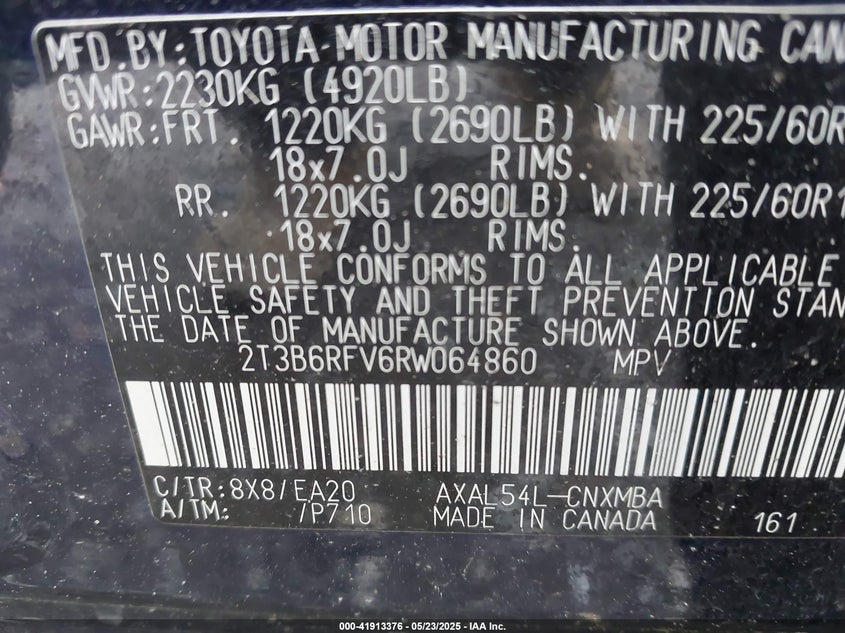 MFD. BY: TOYOTA MOTOR MANUFACTURING CAN
GVWR: 2230KG (4920LB)
GAWR: FRT. 1220KG (2690LB) WITH 225/60R
18x7.0J RIMS.
RR. 1220KG (2690LB) WITH 225/60R1
18x7.0J RIMS.
THIS VEHICLE CONFORMS TO ALL APPLICABLE
VEHICLE SAFETY AND THEFT PREVENTION STAN
THE DATE OF MANUFACTURE SHOWN ABOVE.
2T3B6RFV6RW064860 MPV
C/TR: 8X8/EA20 AXAL54L-CNXMBA
A/TM: /P710 MADE IN CANADA 161
000-41913376 - 05/23/2025 - IAA Inc.